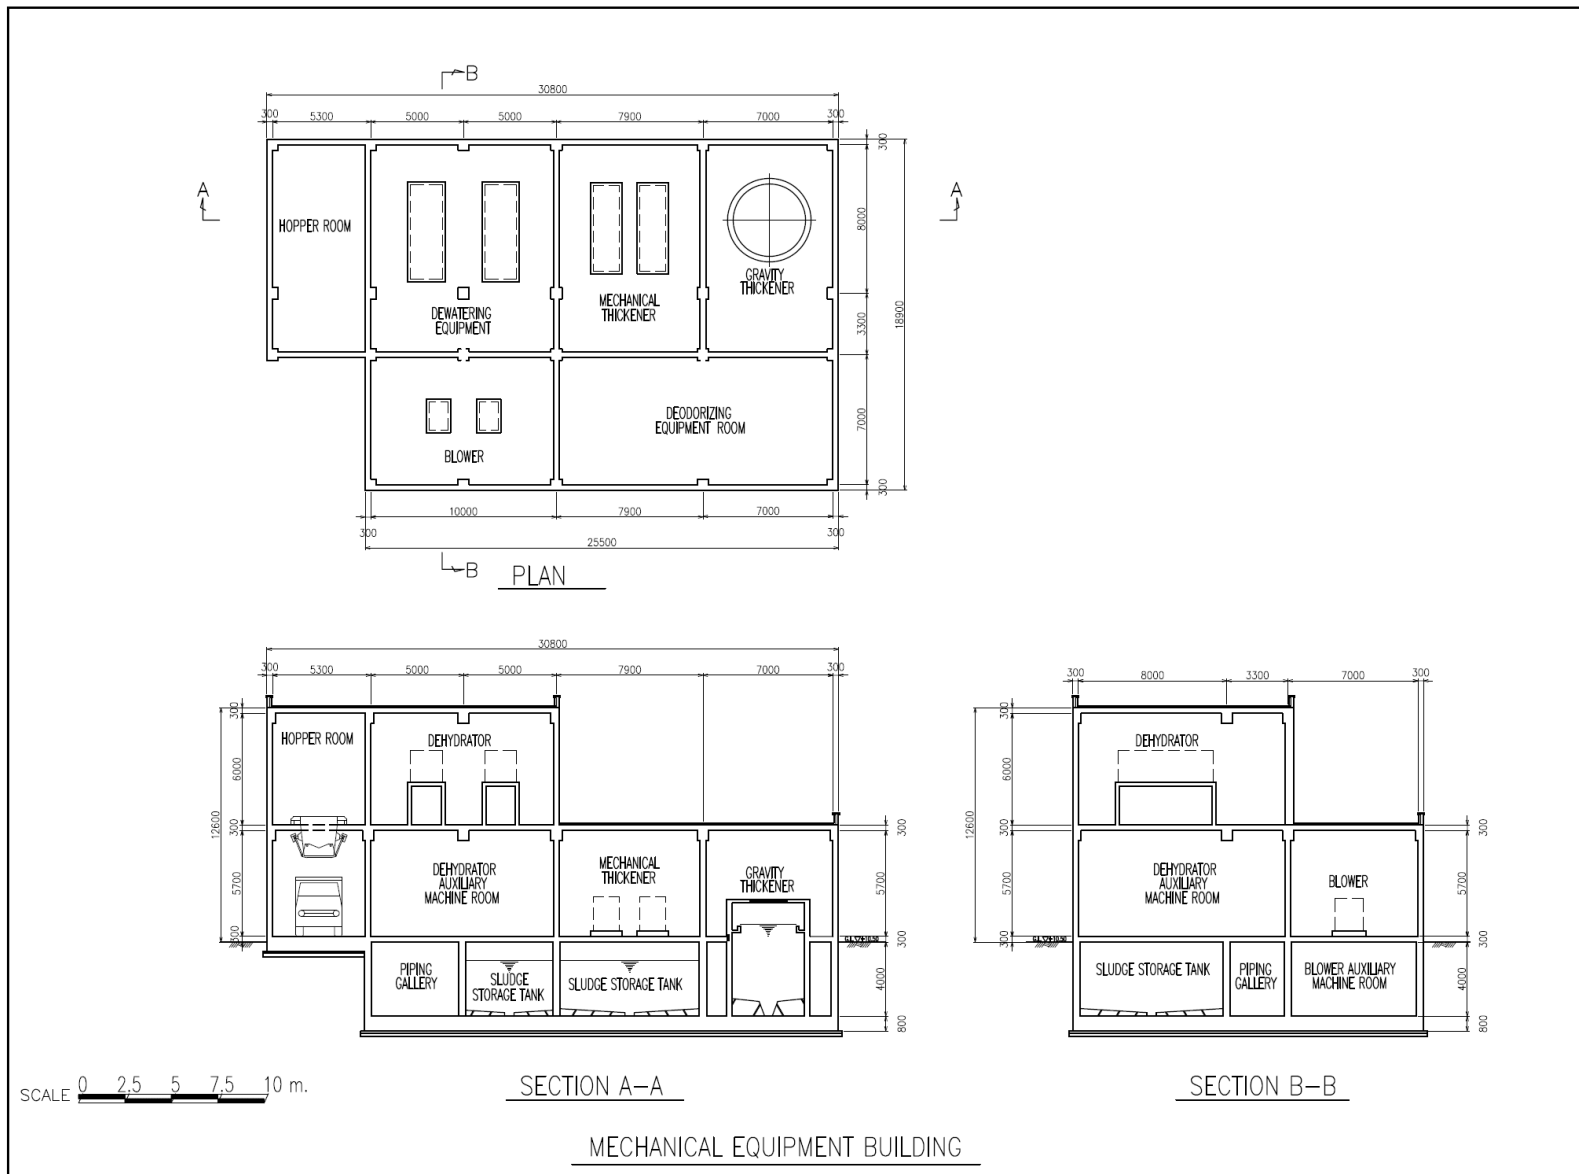 B
30800
300 5300 5000 5000 7900 7000 300
300
A
A
HOPPER ROOM
8000
GRAVITY
THICKENER
MECHANICAL
THICKENER
DEWATERING
EQUIPMENT
18900
3300
DEODORIZING
EQUIPMENT ROOM
7000
BLOWER
300
10000 7900 7000
300 300
25500
B
PLAN
30800
300 5300 5000 5000 7900 7000 300
300
HOPPER ROOM
DEHYDRATOR
6000
12600
300
300
MECHANICAL
THICKENER
DEHYDRATOR
AUXILIARY
MACHINE ROOM
GRAVITY
THICKENER
5700
5700
300
300
PIPING
GALLERY
SLUDGE
STORAGE TANK
SLUDGE STORAGE TANK
4000
800
SECTION A-A
300 8000 3300 7000 300
300
DEHYDRATOR
6000
12600
300
300
DEHYDRATOR
AUXILIARY
MACHINE ROOM
BLOWER
5700
5700
300
300
SLUDGE STORAGE TANK
PIPING
GALLERY
BLOWER AUXILIARY
MACHINE ROOM
4000
800
SECTION B-B
SCALE 0 2.5 5 7.5 10 m.
MECHANICAL EQUIPMENT BUILDING